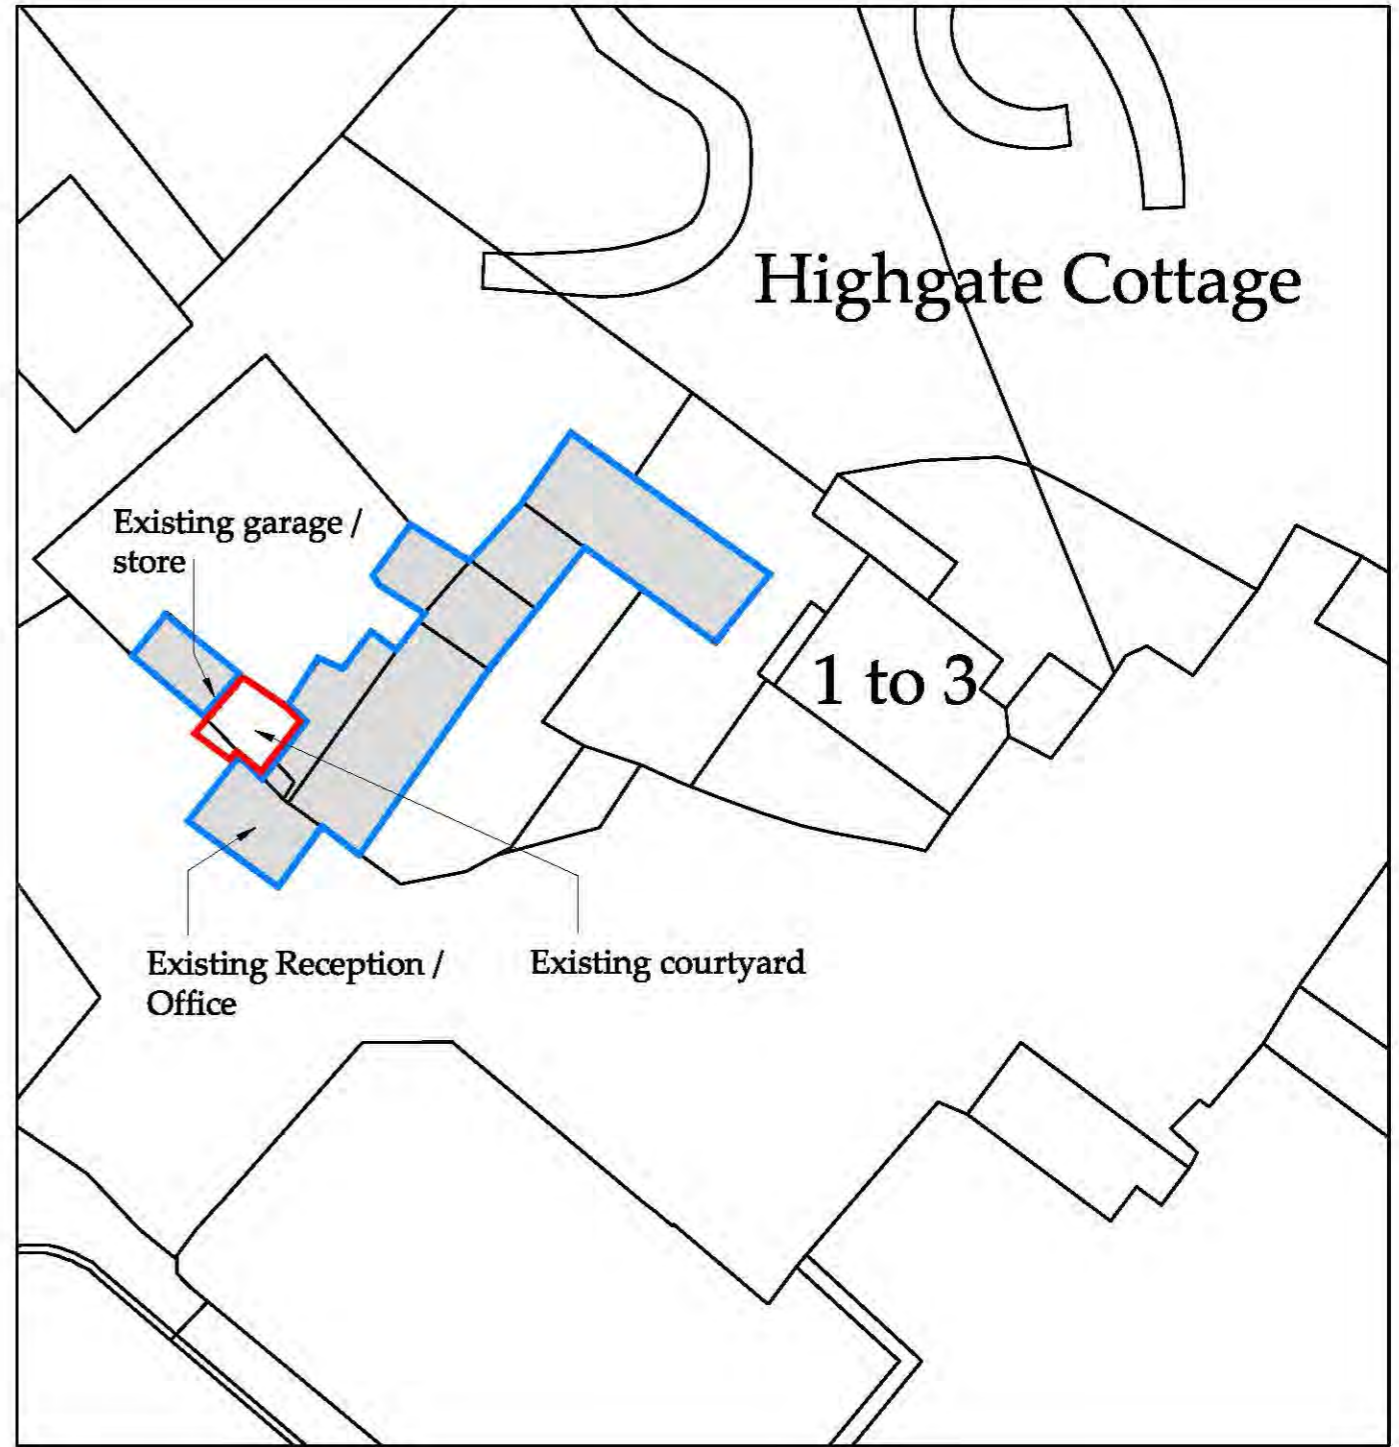 Highgate Cottage
Existing garage /
store
1 to 3
Existing Reception /
Office
Existing courtyard